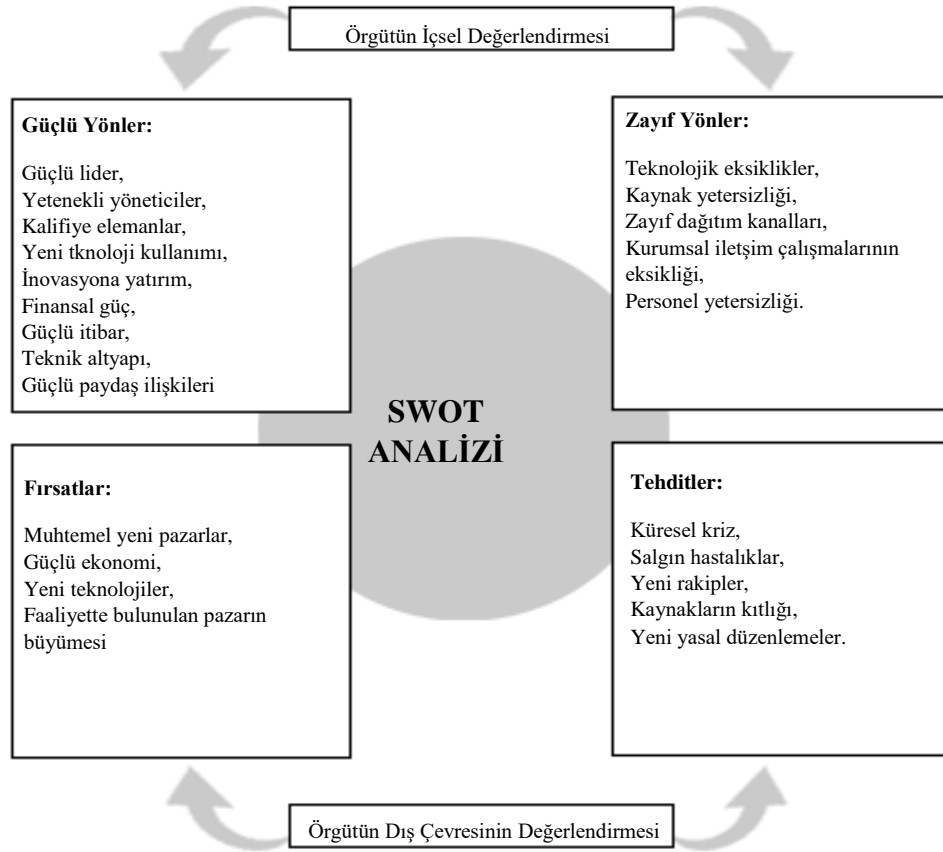 Örgütün İçsel Değerlendirmesi
Güçlü Yönler:
Güçlü lider,
Yetenekli yöneticiler,
Kalifiye elemanlar,
Yeni tknoloji kullanımı,
İnovasyona yatırım,
Finansal güç,
Güçlü itibar,
Teknik altyapı,
Güçlü paydaş ilişkileri
Zayıf Yönler:
Teknolojik eksiklikler,
Kaynak yetersizliği,
Zayıf dağıtım kanalları,
Kurumsal iletşim çalışmalarının
eksikliği,
Personel yetersizliği.
SWOT
ANALİZİ
Fırsatlar:
Muhtemel yeni pazarlar,
Güçlü ekonomi,
Yeni teknolojiler,
Faaliyette bulunulan pazarın
büyümesi
Tehditler:
Küresel kriz,
Salgın hastalıklar,
Yeni rakipler,
Kaynakların kıtlığı,
Yeni yasal düzenlemeler.
Örgütün Dış Çevresinin Değerlendirmesi